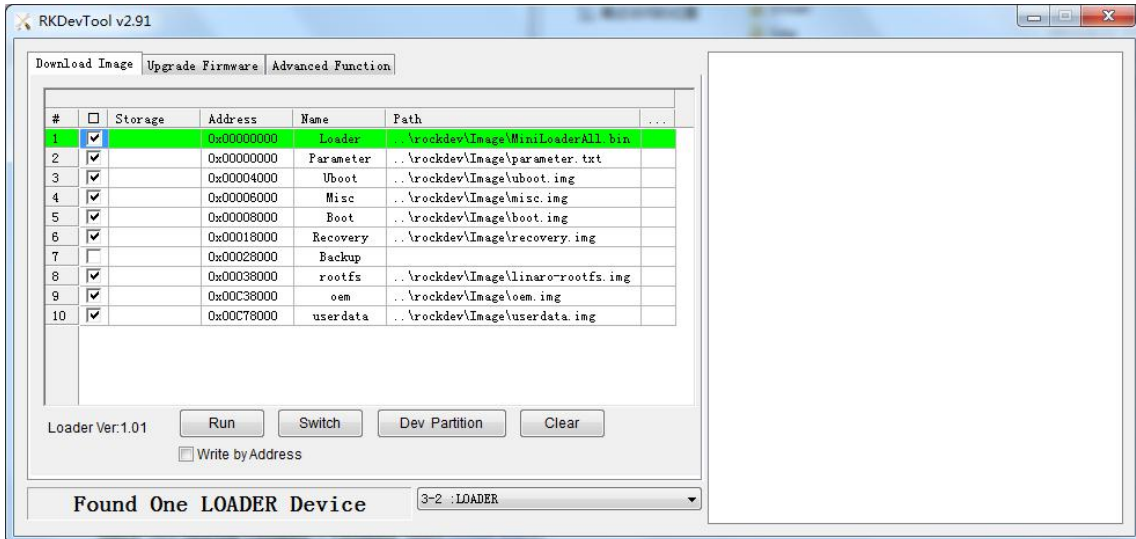 RKDevTool v2.91
Download Image Upgrade Firmware Advanced Function
# Storage Address Name Path ...
1 0x00000000 Loader ..\rockdev\Image\MiniLoaderAll.bin
2 0x00000000 Parameter ..\rockdev\Image\parameter.txt
3 0x00004000 Uboot ..\rockdev\Image\uboot.img
4 0x00006000 Misc ..\rockdev\Image\misc.img
5 0x00008000 Boot ..\rockdev\Image\boot.img
6 0x00018000 Recovery ..\rockdev\Image\recovery.img
7 0x00028000 Backup
8 0x00038000 rootfs ..\rockdev\Image\linaro-rootfs.img
9 0x00C38000 oem ..\rockdev\Image\oem.img
10 0x00C78000 userdata ..\rockdev\Image\userdata.img
Loader Ver:1.01 Run Switch Dev Partition Clear
Write by Address
Found One LOADER Device 3-2 :LOADER